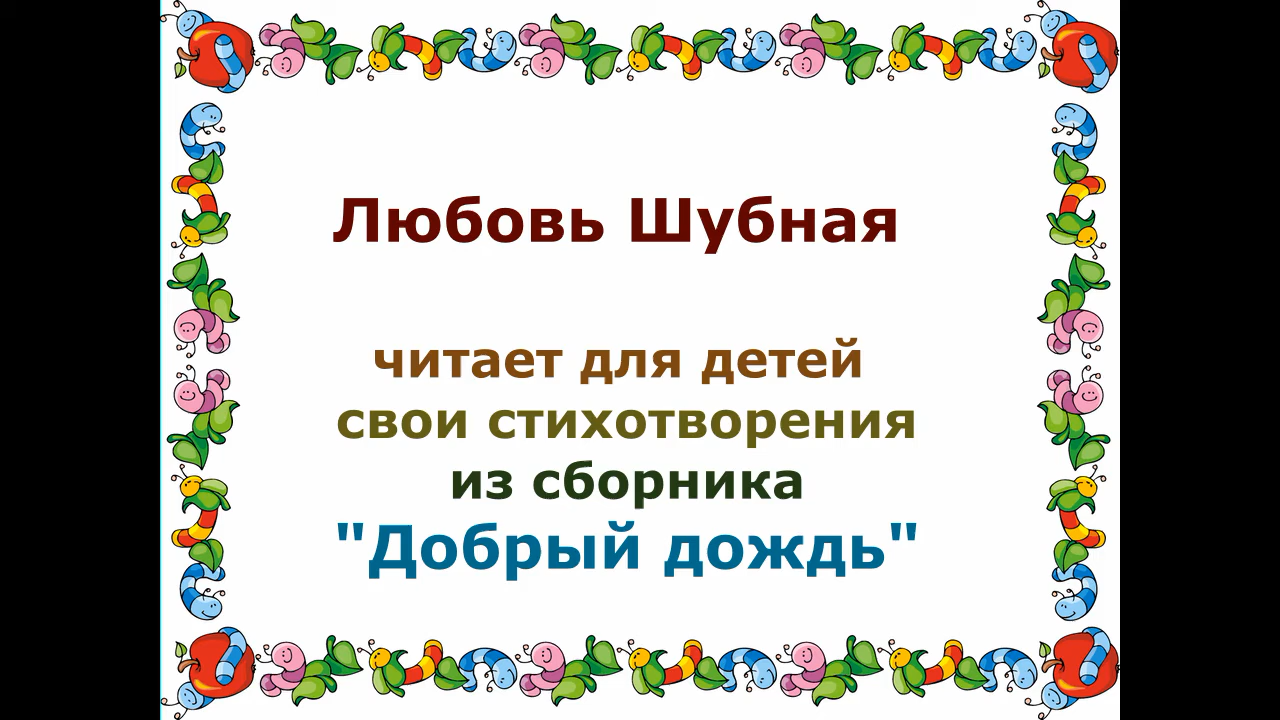 Любовь Шубная
читает для детей
свои стихотворения
из сборника
"Добрый дождь"